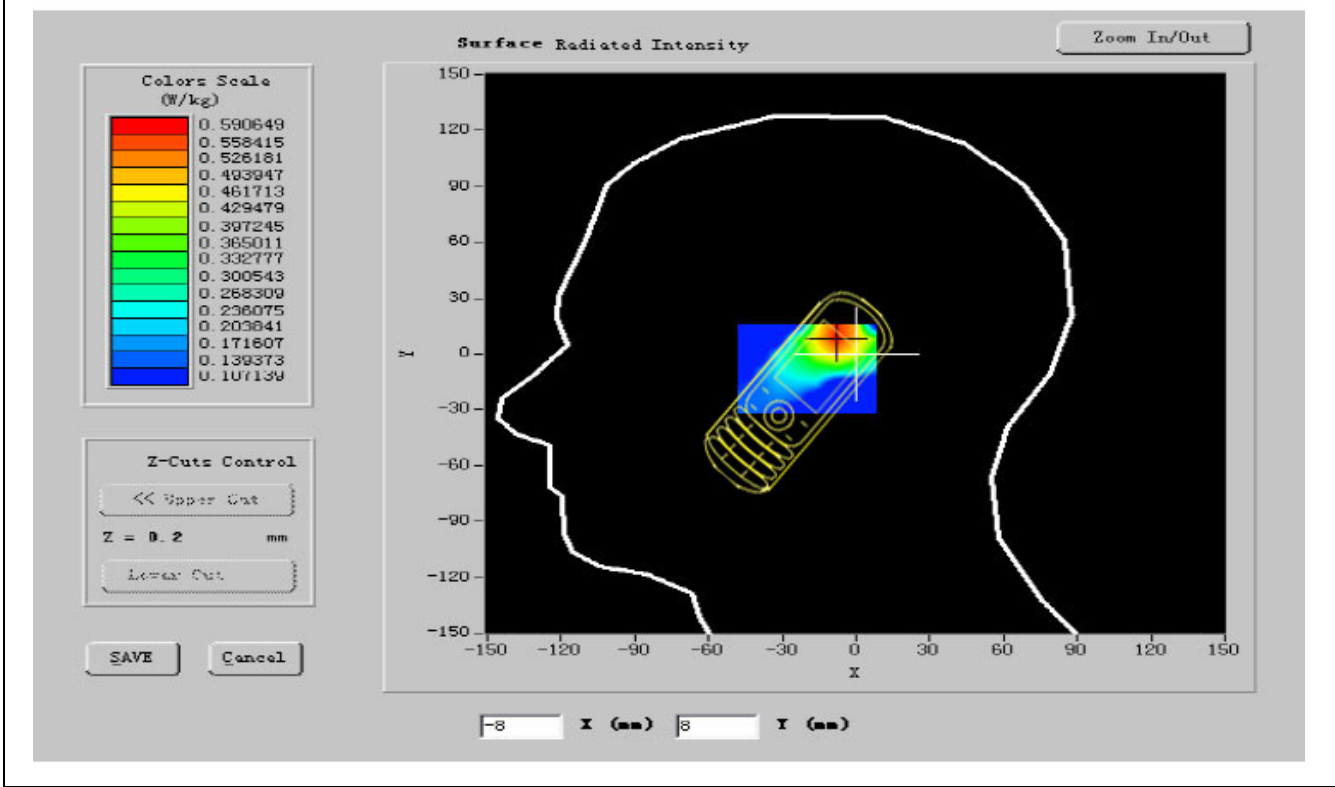 Surface Radiated Intensity
Zoom In/Out
Colors Scale
(W/kg)
0.590649
0.558415
0.526181
0.493947
0.461713
0.429479
0.397245
0.365011
0.332777
0.300543
0.268309
0.236075
0.203841
0.171607
0.139373
0.107139
Z-Cuts Control
<< Upper Cut
Z = 0.2 mm
Lower Cut
SAVE
Cancel
150
120
90
60
30
0
-30
-60
-90
-120
-150
Y
-150 -120 -90 -60 -30 0 30 60 90 120 150
X
-8 X (mm) 8 Y (mm)